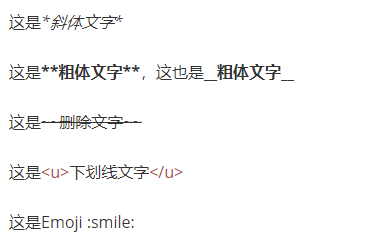 这是*斜体文字*
这是**粗体文字**，这也是__粗体文字__
这是~~删除文字~~
这是<u>下划线文字</u>
这是Emoji :smile: